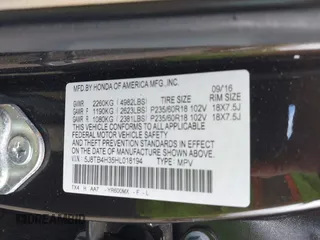 MFD.BY HONDA OF AMERICA MFG.,INC. 09/16
TIRE SIZE RIM SIZE
GVWR 2260KG ( 4982LBS)
GAWR F 1190KG ( 2623LBS) P235/60R18 102V 18X7.5J
GAWR R 1080KG ( 2381LBS) P235/60R18 102V 18X7.5J
THIS VEHICLE CONFORMS TO ALL APPLICABLE
FEDERAL MOTOR VEHICLE SAFETY
AND THEFT PREVENTION STANDARDS
IN EFFECT ON THE DATE OF MANUFACTURE
SHOWN ABOVE.
V.I.N. : 5J8TB4H35HL018194 TYPE: MPV
TX4 AA7 -F -L